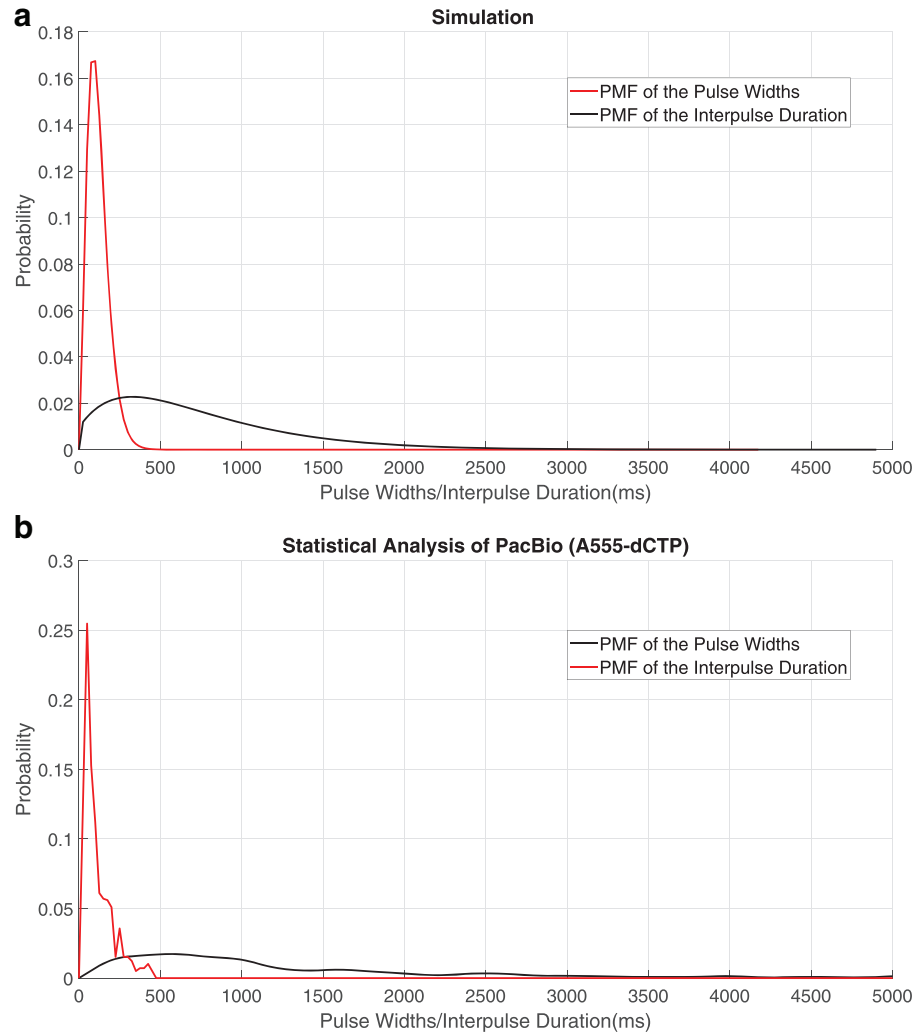 a
Simulation
0.18
0.16
0.14
0.12
0.1
0.08
0.06
0.04
0.02
0
Probability
PMF of the Pulse Widths
PMF of the Interpulse Duration
0 500 1000 1500 2000 2500 3000 3500 4000 4500 5000
Pulse Widths/Interpulse Duration(ms)
b
Statistical Analysis of PacBio (A555-dCTP)
0.3
0.25
0.2
0.15
0.1
0.05
0
Probability
PMF of the Pulse Widths
PMF of the Interpulse Duration
0 500 1000 1500 2000 2500 3000 3500 4000 4500 5000
Pulse Widths/Interpulse Duration(ms)